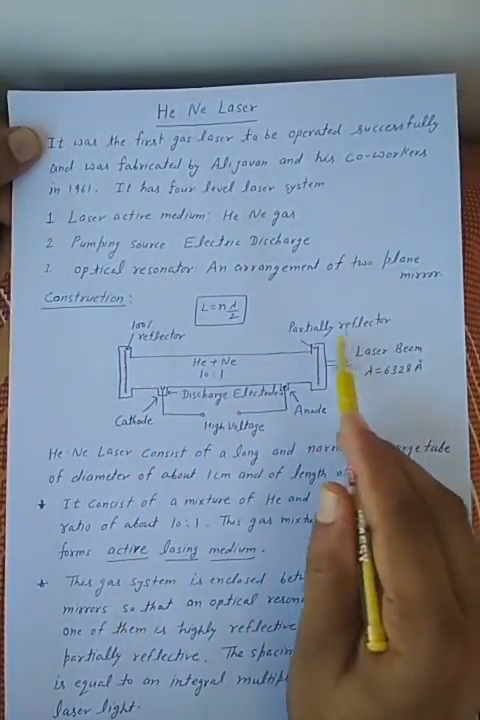 He Ne Laser
It was the first gas laser to be operated successfully
and was fabricated by Ali javan and his co-workers
in 1961. It has four level laser system
1 Laser active medium: He Ne gas
2 Pumping source Electric Discharge
1. optical resonator: An arrangement of two plane
mirror.
Construction:
L=nλ/2
100%
reflector
Partially reflector
He + Ne
10:1
Laser Beam
λ=6328 Å
Discharge Electrode
Cathode
Anode
High Voltage
He-Ne Laser consist of a long and tube
of diameter of about 1cm and of length
* It consist of a mixture of He and
ratio of about 10:1. This gas
forms active lasing medium.
* This gas system is enclosed
mirrors so that an optical
one of them is highly reflective
partially reflective. The
is equal to an integral
laser light.